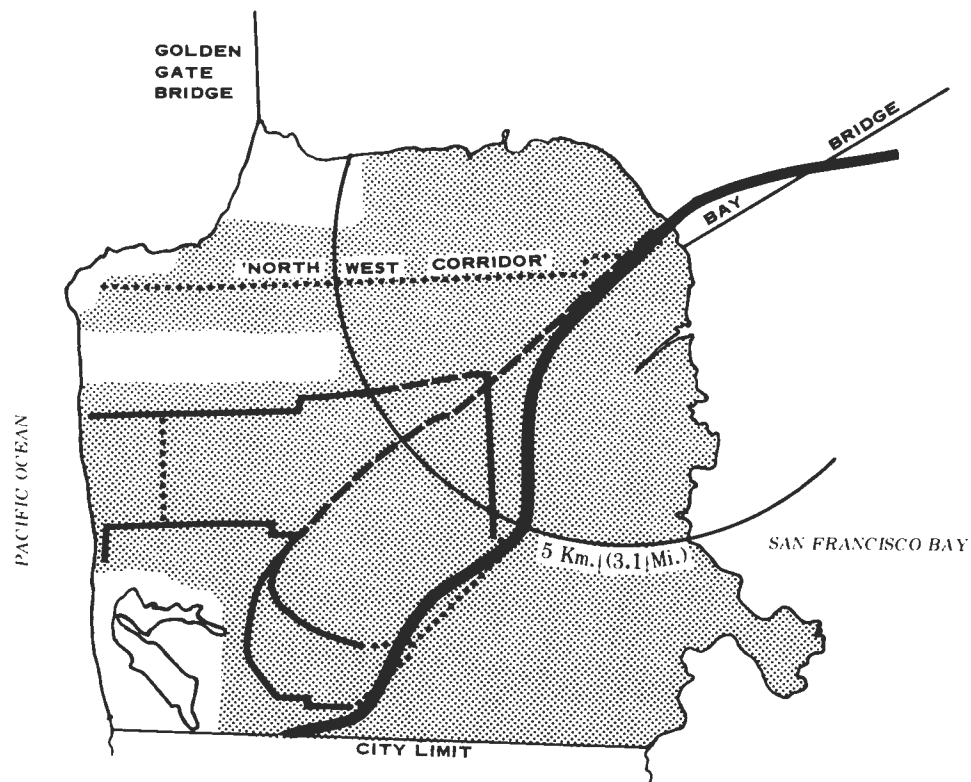 GOLDEN
GATE
BRIDGE
BAY BRIDGE
'NORTH WEST CORRIDOR'
PACIFIC OCEAN
5 Km. (3.1 Mi.)
SAN FRANCISCO BAY
CITY LIMIT